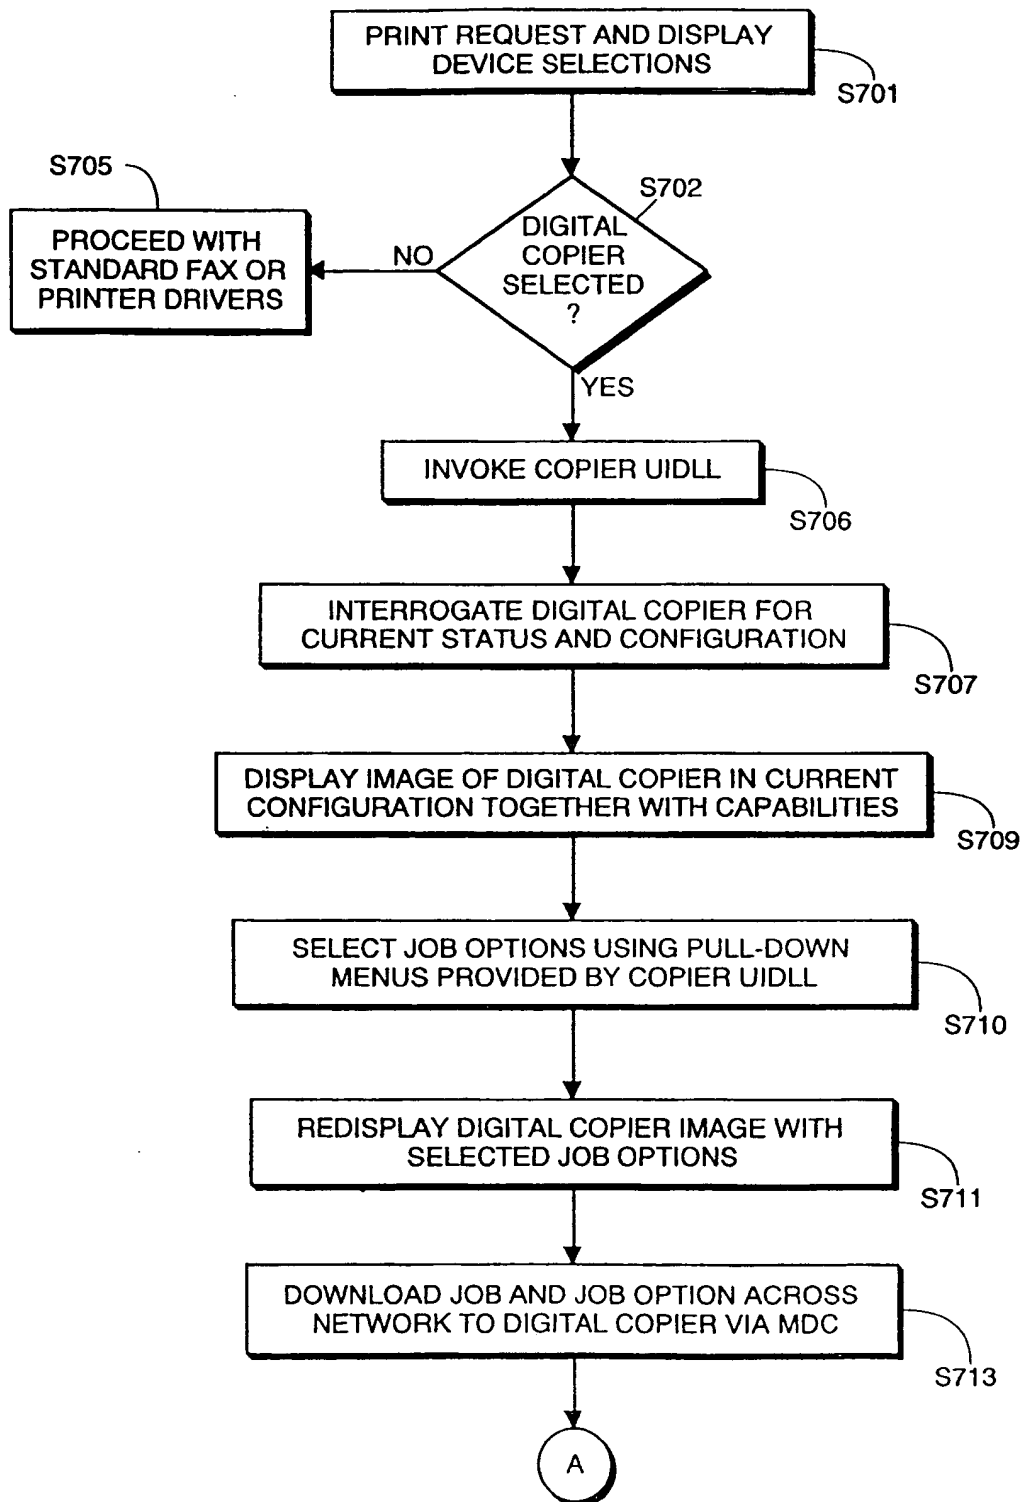 PRINT REQUEST AND DISPLAY
DEVICE SELECTIONS
S701
S705
S702
PROCEED WITH
STANDARD FAX OR
PRINTER DRIVERS
NO
DIGITAL
COPIER
SELECTED
?
YES
INVOKE COPIER UIDLL
S706
INTERROGATE DIGITAL COPIER FOR
CURRENT STATUS AND CONFIGURATION
S707
DISPLAY IMAGE OF DIGITAL COPIER IN CURRENT
CONFIGURATION TOGETHER WITH CAPABILITIES
S709
SELECT JOB OPTIONS USING PULL-DOWN
MENUS PROVIDED BY COPIER UIDLL
S710
REDISPLAY DIGITAL COPIER IMAGE WITH
SELECTED JOB OPTIONS
S711
DOWNLOAD JOB AND JOB OPTION ACROSS
NETWORK TO DIGITAL COPIER VIA MDC
S713
A